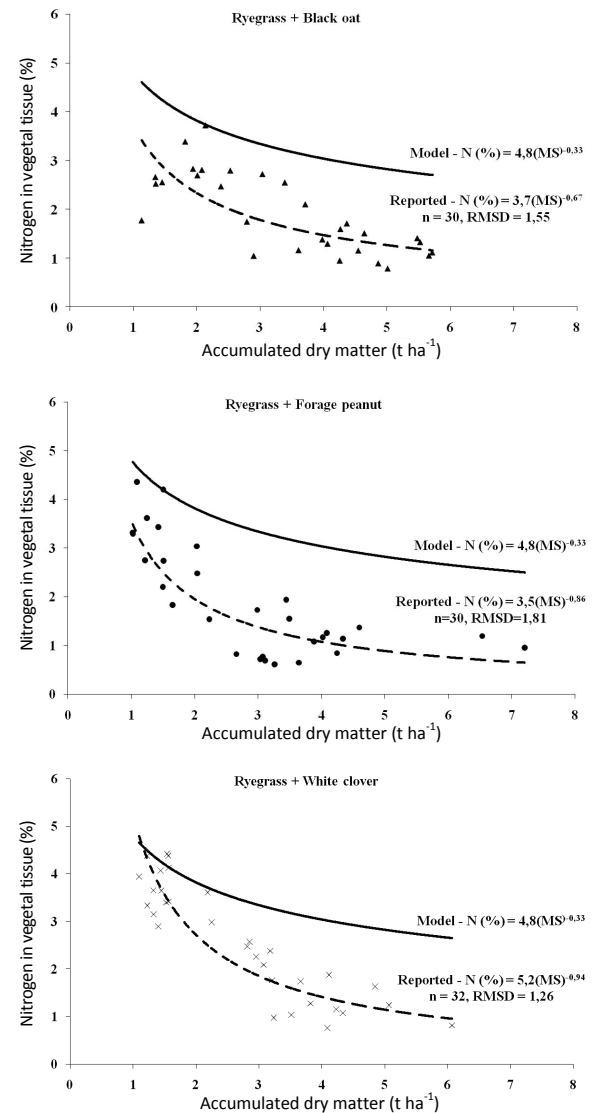 Ryegrass + Black oat
Nitrogen in vegetal tissue (%)
6
5
4
3
2
1
0
Model - N (%) = 4,8(MS)-0,33
Reported - N (%) = 3,7(MS)-0,67
n = 30, RMSD = 1,55
0 1 2 3 4 5 6 7 8
Accumulated dry matter (t ha-1)
Ryegrass + Forage peanut
Nitrogen in vegetal tissue (%)
6
5
4
3
2
1
0
Model - N (%) = 4,8(MS)-0,33
Reported - N (%) = 3,5(MS)-0,86
n=30, RMSD=1,81
0 1 2 3 4 5 6 7 8
Accumulated dry matter (t ha-1)
Ryegrass + White clover
Nitrogen in vegetal tissue (%)
6
5
4
3
2
1
0
Model - N (%) = 4,8(MS)-0,33
Reported - N (%) = 5,2(MS)-0,94
n = 32, RMSD = 1,26
0 1 2 3 4 5 6 7 8
Accumulated dry matter (t ha-1)